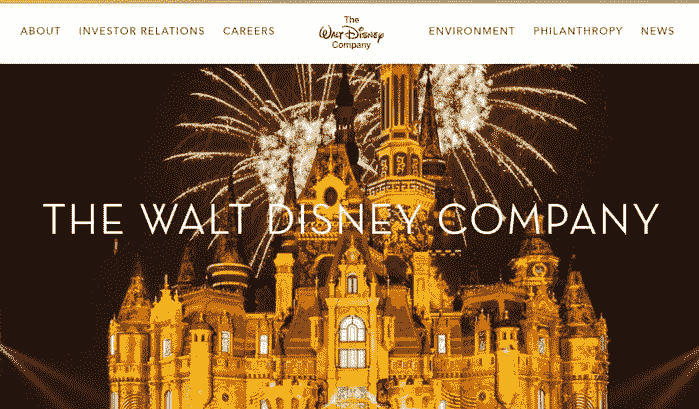 ABOUT INVESTOR RELATIONS CAREERS The Walt Disney Company ENVIRONMENT PHILANTHROPY NEWS
THE WALT DISNEY COMPANY